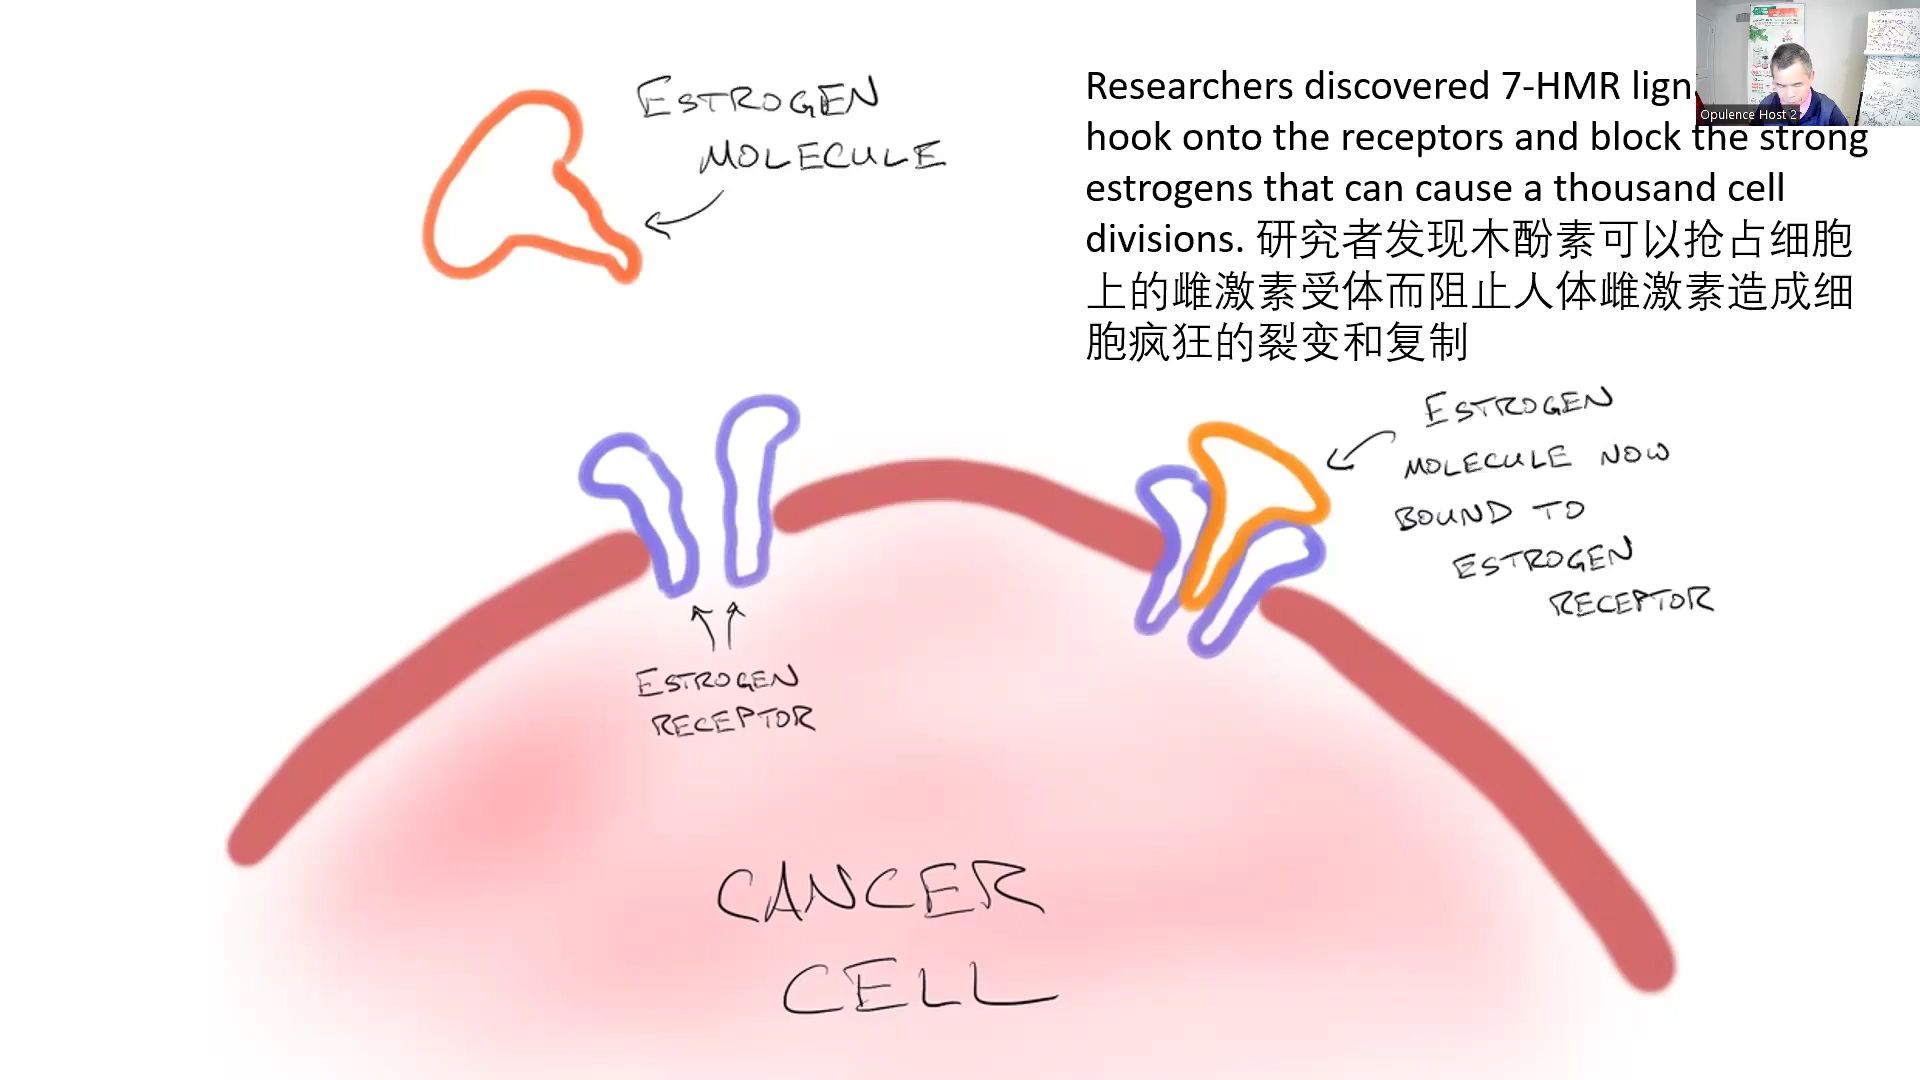 ESTROGEN
MOLECULE
Researchers discovered 7-HMR lign
hook onto the receptors and block the strong
estrogens that can cause a thousand cell
divisions. 研究者发现木酚素可以抢占细胞
上的雌激素受体而阻止人体雌激素造成细
胞疯狂的裂变和复制
Opulence Host 2
ESTROGEN
MOLECULE NOW
BOUND TO
ESTROGEN
RECEPTOR
ESTROGEN
RECEPTOR
CANCER
CELL